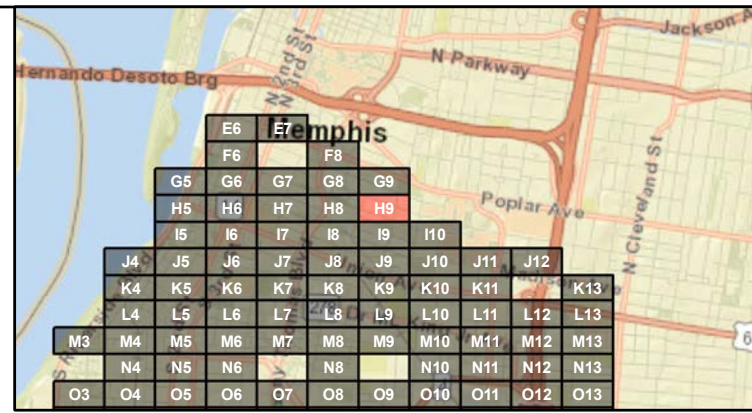 Jackson A
N Parkway
N 2nd St
N 3rd St
Hernando Desoto Brg
Memphis
E6 E7
F6 F8
N Cleveland St
G5 G6 G7 G8 G9
Poplar Ave
H5 H6 H7 H8 H9
I5 I6 I7 I8 I9 I10
J4 J5 J6 J7 J8 J9 J10 J11 J12
Union Av
Madison Ave
K4 K5 K6 K7 K8 K9 K10 K11 K13
L4 L5 L6 L7 L8 L9 L10 L11 L12 L13
M3 M4 M5 M6 M7 M8 M9 M10 M11 M12 M13
6
N4 N5 N6 N8 N10 N11 N12 N13
O3 O4 O5 O6 O7 O8 O9 O10 O11 O12 O13